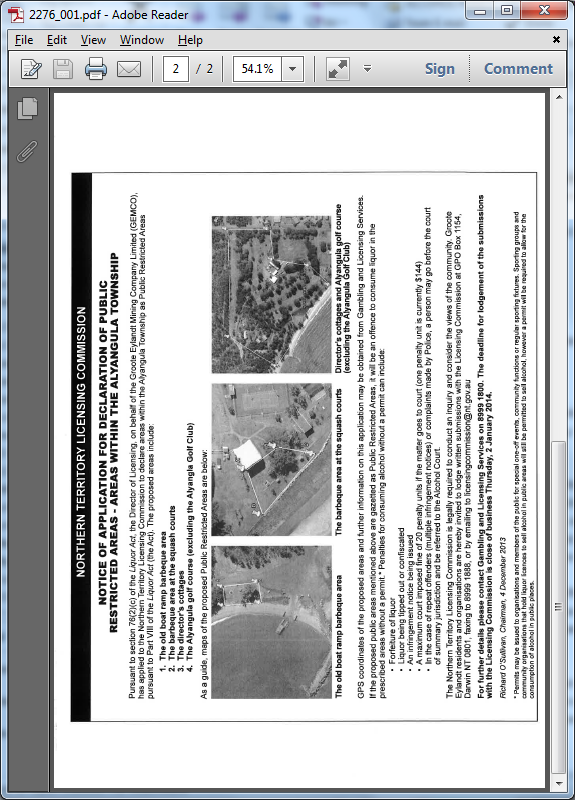 2276_001.pdf - Adobe Reader
File Edit View Window Help
2 / 2 54.1% Sign Comment
NORTHERN TERRITORY LICENSING COMMISSION
NOTICE OF APPLICATION FOR DECLARATION OF PUBLIC
RESTRICTED AREAS - AREAS WITHIN THE ALYANGULA TOWNSHIP
Pursuant to section 76(2)(c) of the Liquor Act, the Director of Licensing, on behalf of the Groote Eylandt Mining Company Limited (GEMCO),
has applied to the Northern Territory Licensing Commission to declare areas within the Alyangula Township as Public Restricted Areas
pursuant to Part VIII of the Liquor Act (the Act). The proposed areas include:
1. The old boat ramp barbeque area
2. The barbeque area at the squash courts
3. The director's cottages
4. The Alyangula golf course (excluding the Alyangla Golf Club)
As a guide, maps of the proposed Public Restricted Areas are below:
The old boat ramp barbeque area
The barbeque area at the squash courts
Director's cottages and Alyangula golf course
(excluding the Alyangula Golf Club)
GPS coordinates of the proposed areas and further information on this application may be obtained from Gambling and Licensing Services.
If the proposed public areas mentioned above are gazetted as Public Restricted Areas, it will be an offence to consume liquor in the
prescribed areas without a permit.* Penalties for consuming alcohol without a permit can include:
• Forfeiture of liquor
• Liquor being tipped out or confiscated
• An infringement notice being issued
• A maximum court imposed fine of 20 penalty units if the matter goes to court (one penalty unit is currently $144)
• In the case of repeat offenders (multiple infringement notices) or complaints made by Police, a person may go before the court
of summary jurisdiction and be referred to the Alcohol Court.
The Northern Territory Licensing Commission is legally required to conduct an inquiry and consider the views of the community. Groote
Eylandt residents and organisations are hereby invited to lodge written submissions with the Licensing Commission at GPO Box 1154,
Darwin NT 0801, faxing to 8999 1888, or by emailing to licensingcommission@nt.gov.au
For further details please contact Gambling and Licensing Services on 8999 1800. The deadline for lodgement of the submissions
with the Licensing Commission is close of business Thursday, 2 January 2014.
Richard O'Sullivan, Chairman, 4 December 2013
* Permits may be issued to organisations and members of the public for special one-off events, community functions or regular sporting fixtures. Sporting groups and
community organisations that hold liquor licences to sell alcohol in public areas will still be permitted to sell alcohol, however a permit will be required to allow for the
consumption of alcohol in public places.